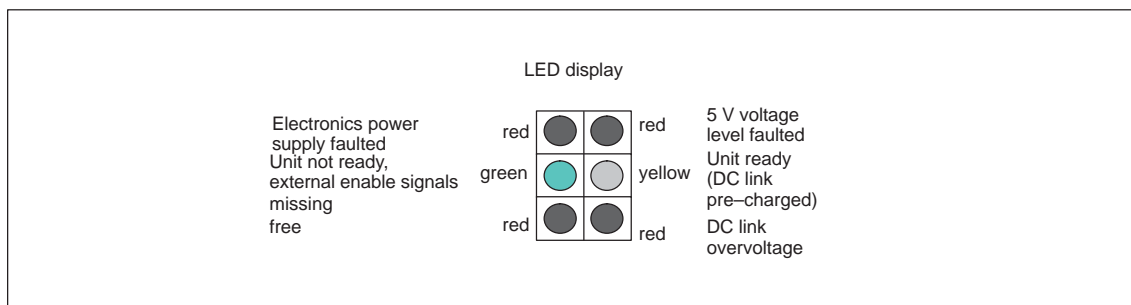 LED display
Electronics power
supply faulted
Unit not ready,
external enable signals
missing
free
red
green
red
red
yellow
red
5 V voltage
level faulted
Unit ready
(DC link
pre–charged)
DC link
overvoltage